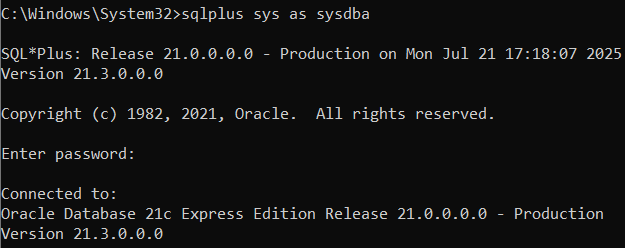 C:\Windows\System32>sqlplus sys as sysdba
SQL*Plus: Release 21.0.0.0.0 - Production on Mon Jul 21 17:18:07 2025
Version 21.3.0.0.0
Copyright (c) 1982, 2021, Oracle.  All rights reserved.
Enter password:
Connected to:
Oracle Database 21c Express Edition Release 21.0.0.0.0 - Production
Version 21.3.0.0.0